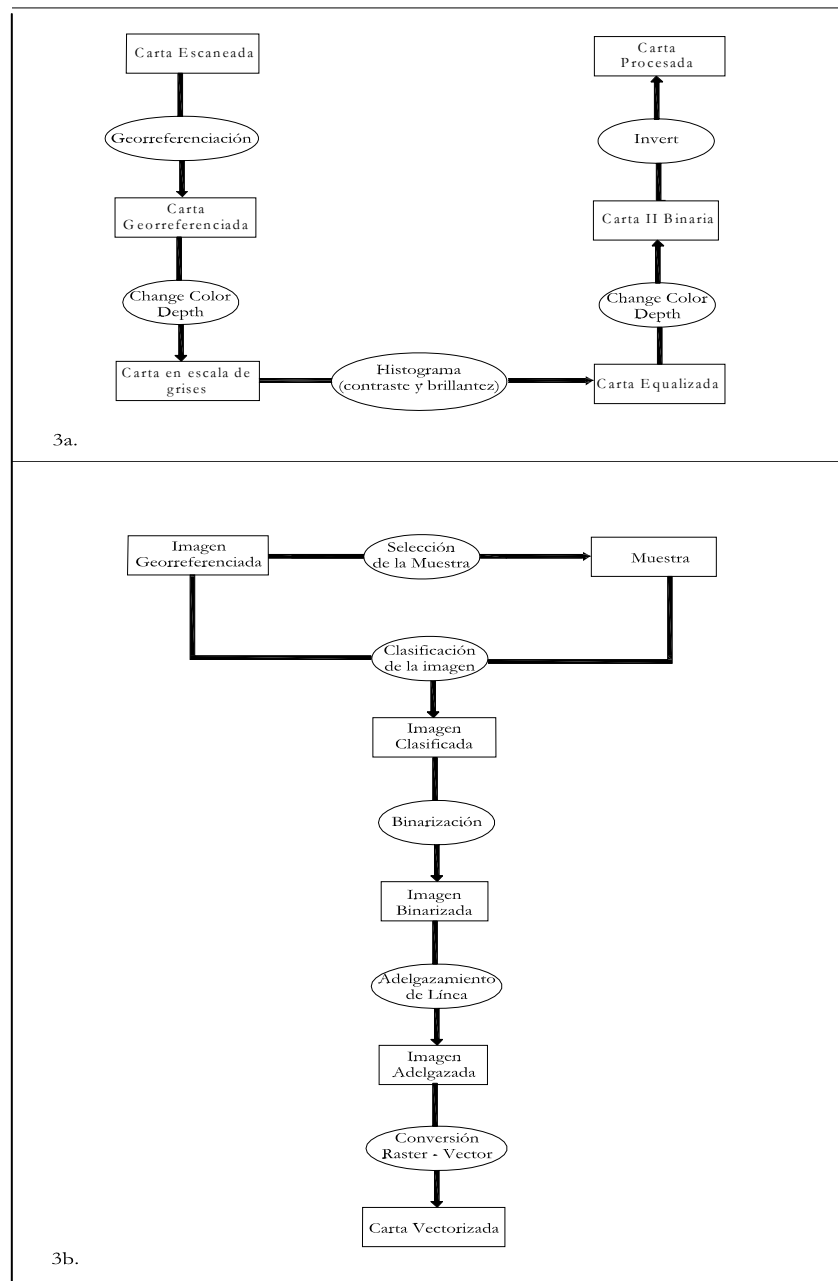 Carta Escaneada
Georreferenciación
Carta
Georreferenciada
Change Color
Depth
Carta en escala de
grises
Histograma
(contraste y brillantez)
Carta Equalizada
Change Color
Depth
Carta II Binaria
Invert
Carta
Procesada
3a.
Imagen
Georreferenciada
Selección
de la Muestra
Muestra
Clasificación
de la imagen
Imagen
Clasificada
Binarización
Imagen
Binarizada
Adelgazamiento
de Línea
Imagen
Adelgazada
Conversión
Raster - Vector
Carta Vectorizada
3b.